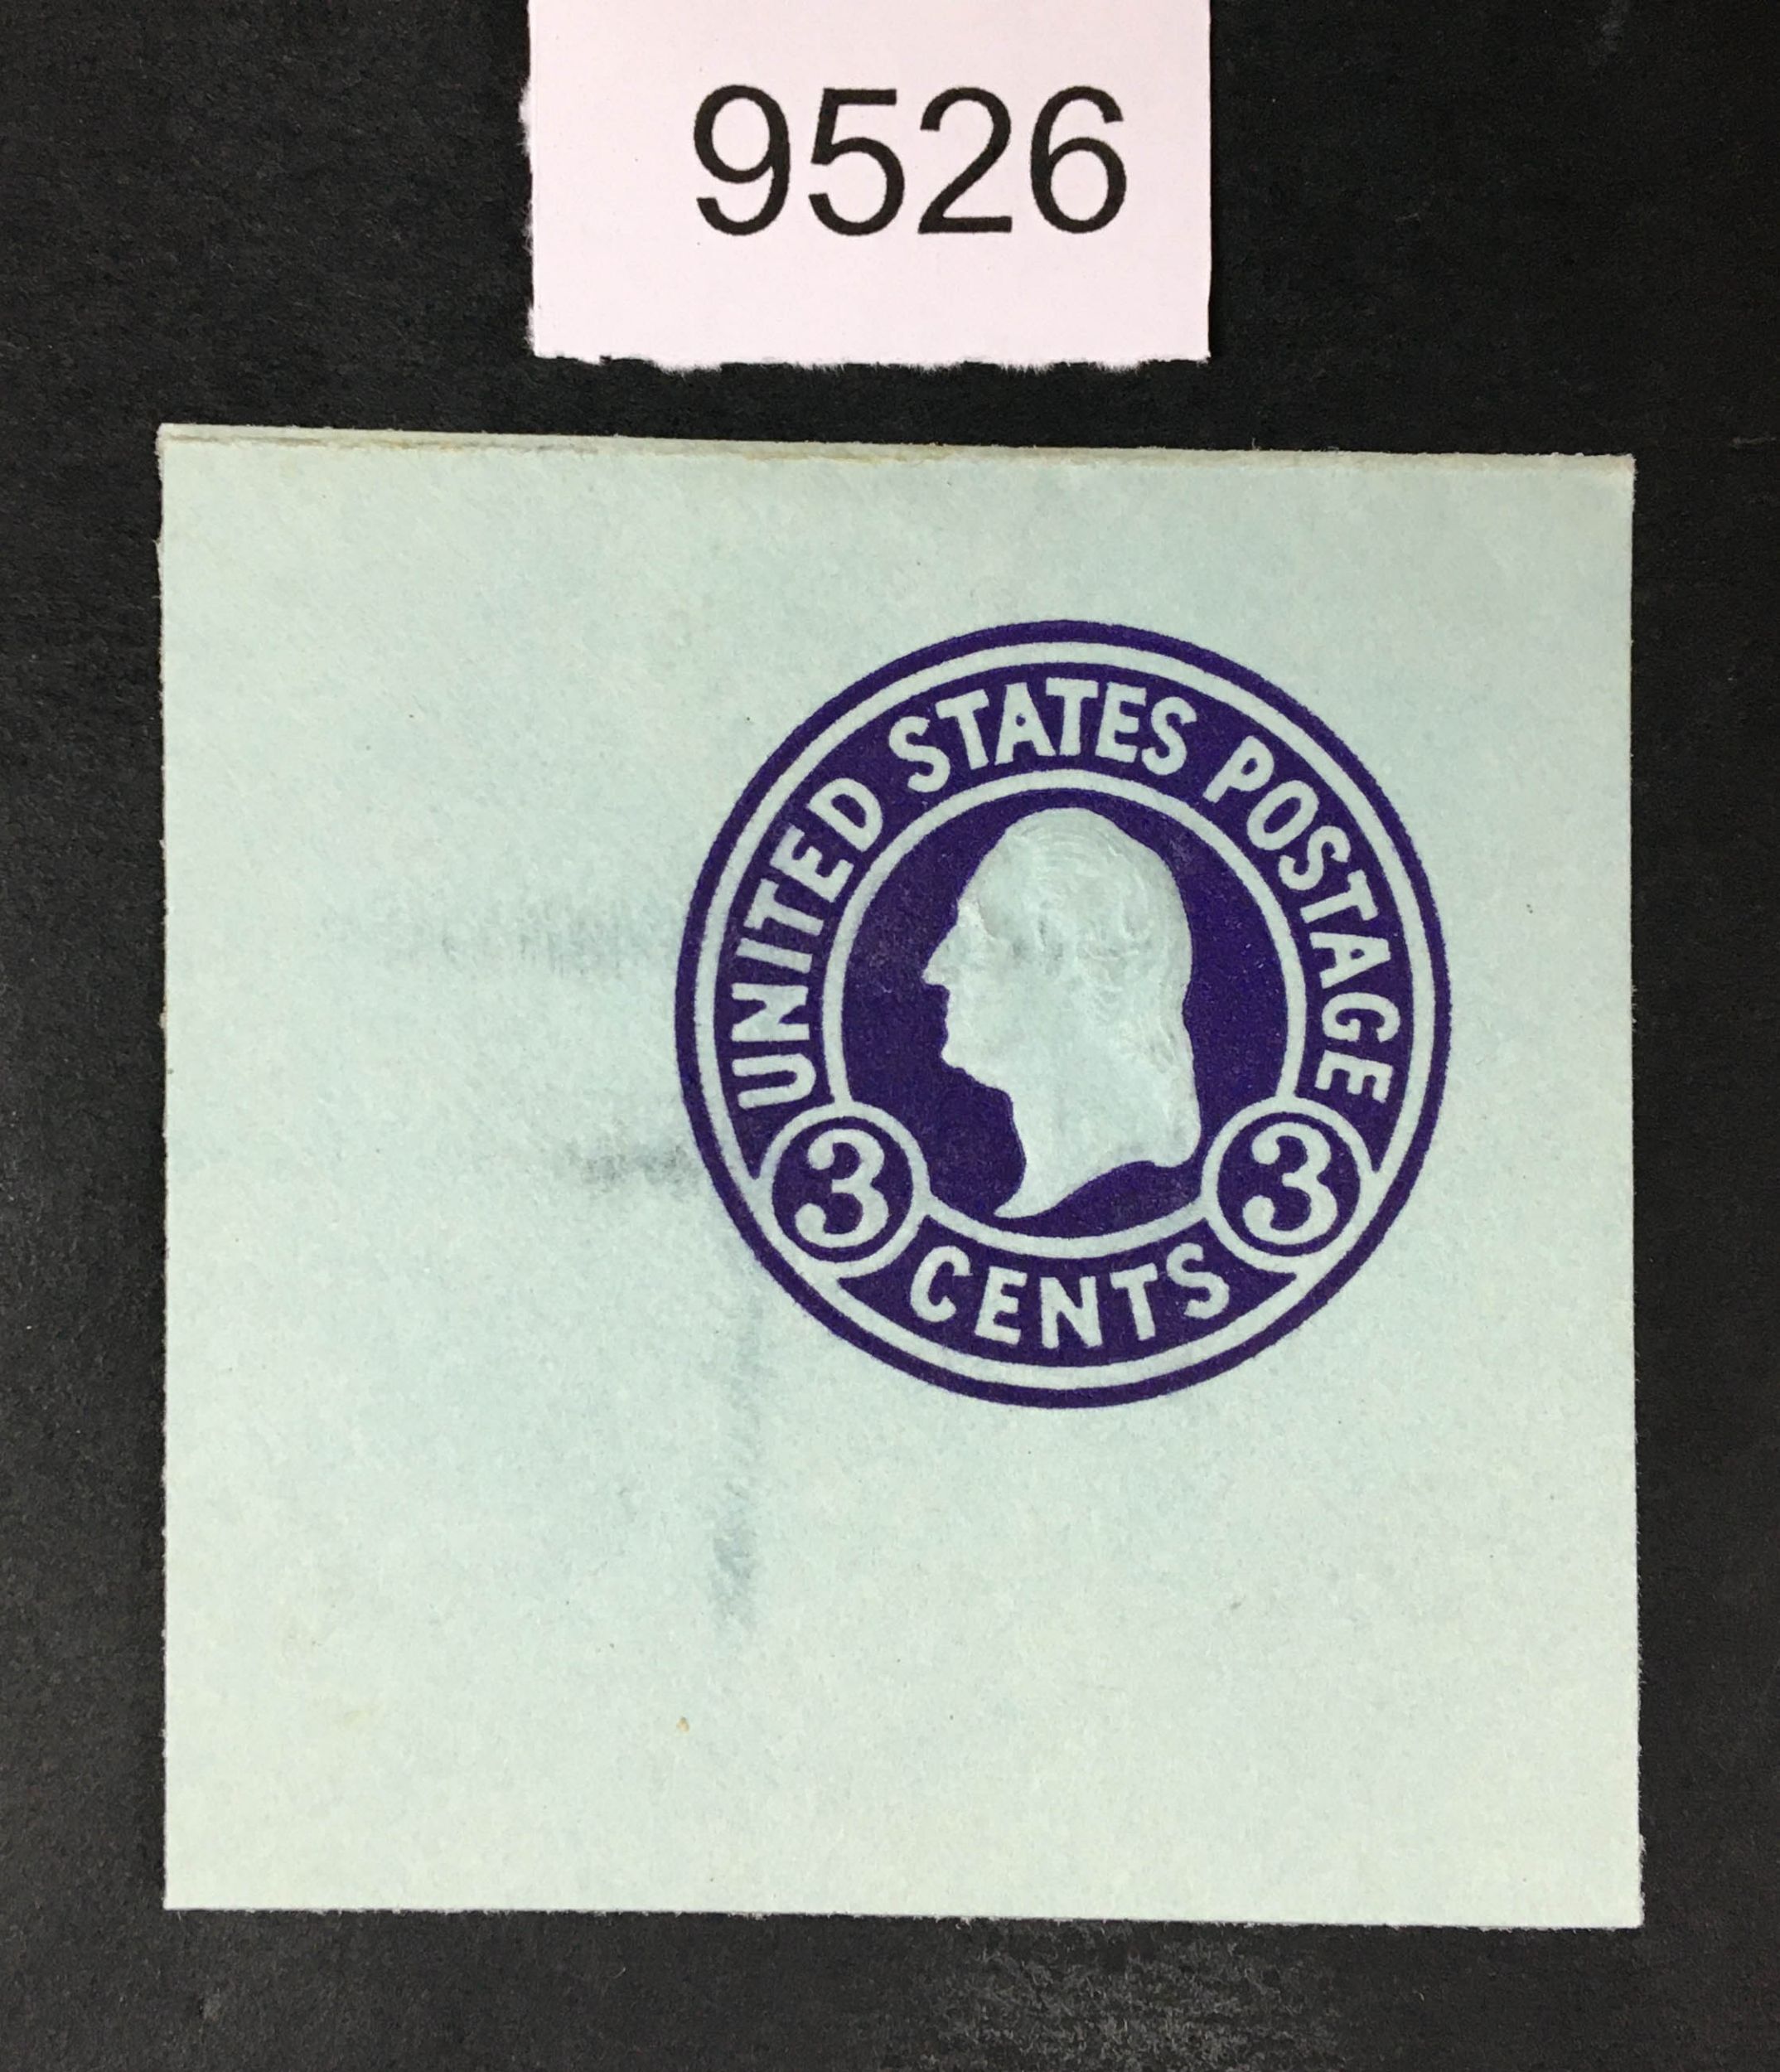 9526
UNITED STATES POSTAGE
3 3
CENTS